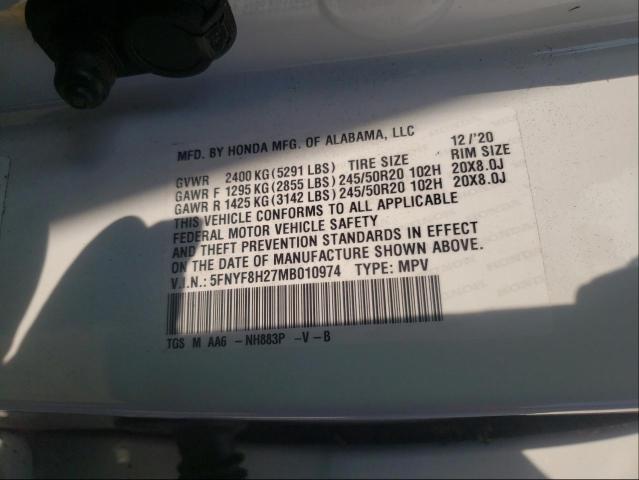 MFD. BY HONDA MFG. OF ALABAMA, LLC 12/'20
GVWR 2400 KG (5291 LBS) TIRE SIZE RIM SIZE
GAWR F 1295 KG (2855 LBS) 245/50R20 102H 20X8.0J
GAWR R 1425 KG (3142 LBS) 245/50R20 102H 20X8.0J
THIS VEHICLE CONFORMS TO ALL APPLICABLE
FEDERAL MOTOR VEHICLE SAFETY
AND THEFT PREVENTION STANDARDS IN EFFECT
ON THE DATE OF MANUFACTURE SHOWN ABOVE.
V.I.N.: 5FNYF8H27MB010974 TYPE: MPV
TGS M AA6 -NH883P -V-B